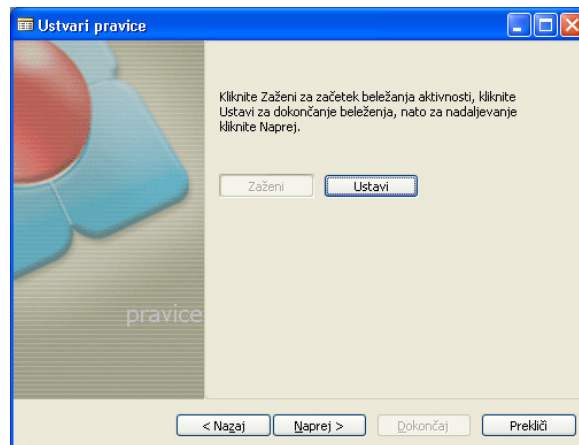 Ustvari pravice
Kliknite Zaženi za začetek beležanja aktivnosti, kliknite
Ustavi za dokončanje beleženja, nato za nadaljevanje
kliknite Naprej.
Zaženi Ustavi
pravice
< Nazaj Naprej > Dokončaj Prekliči